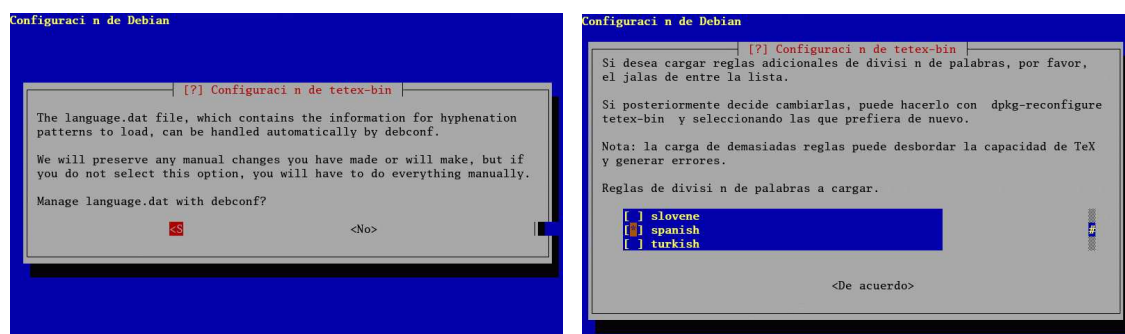 Configuraci n de Debian
[?] Configuraci n de tetex-bin
The language.dat file, which contains the information for hyphenation
patterns to load, can be handled automatically by debconf.
We will preserve any manual changes you have made or will make, but if
you do not select this option, you will have to do everything manually.
Manage language.dat with debconf?
<S <No>
Configuraci n de Debian
[?] Configuraci n de tetex-bin
Si desea cargar reglas adicionales de divisi n de palabras, por favor,
el jalas de entre la lista.
Si posteriormente decide cambiarlas, puede hacerlo con dpkg-reconfigure
tetex-bin y seleccionando las que prefiera de nuevo.
Nota: la carga de demasiadas reglas puede desbordar la capacidad de TeX
y generar errores.
Reglas de divisi n de palabras a cargar.
[ ] slovene
[*] spanish #
[ ] turkish
<De acuerdo>